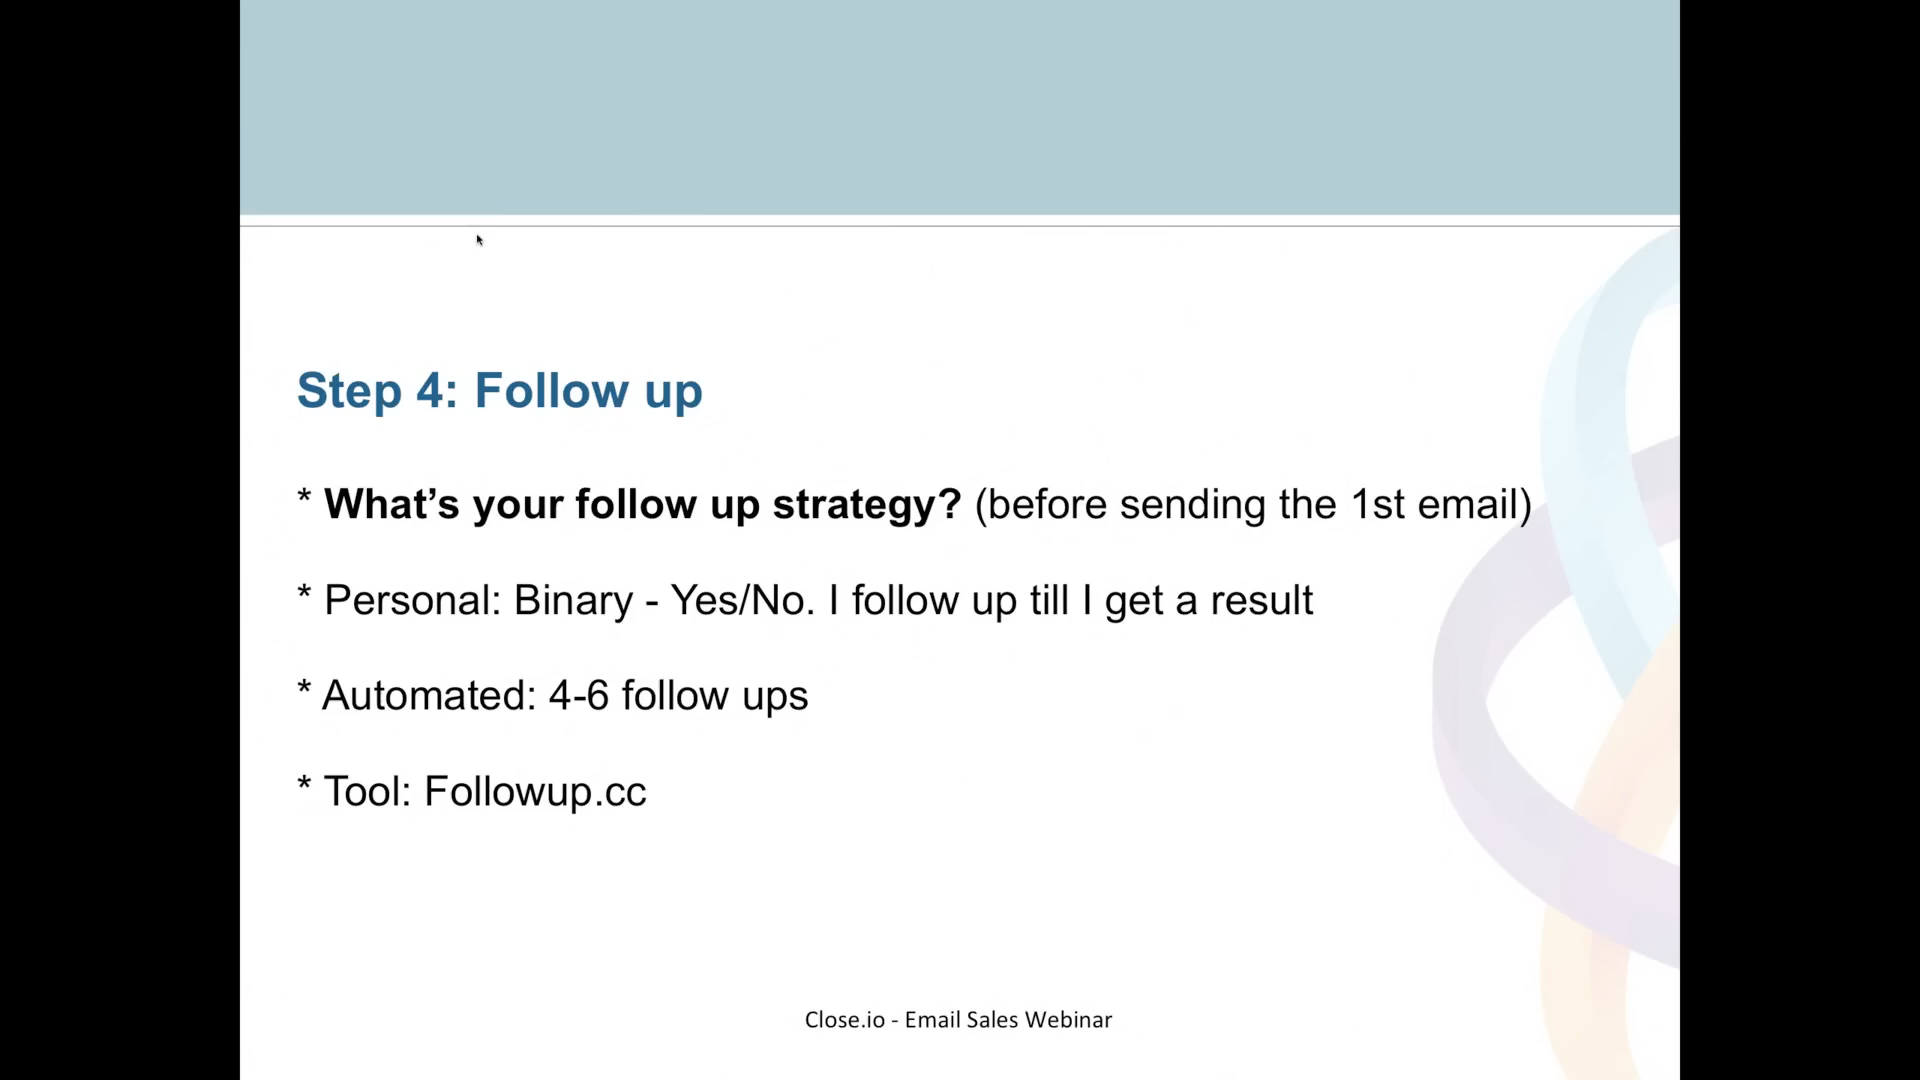 Step 4: Follow up
* What’s your follow up strategy? (before sending the 1st email)
* Personal: Binary - Yes/No. I follow up till I get a result
* Automated: 4-6 follow ups
* Tool: Followup.cc
Close.io - Email Sales Webinar